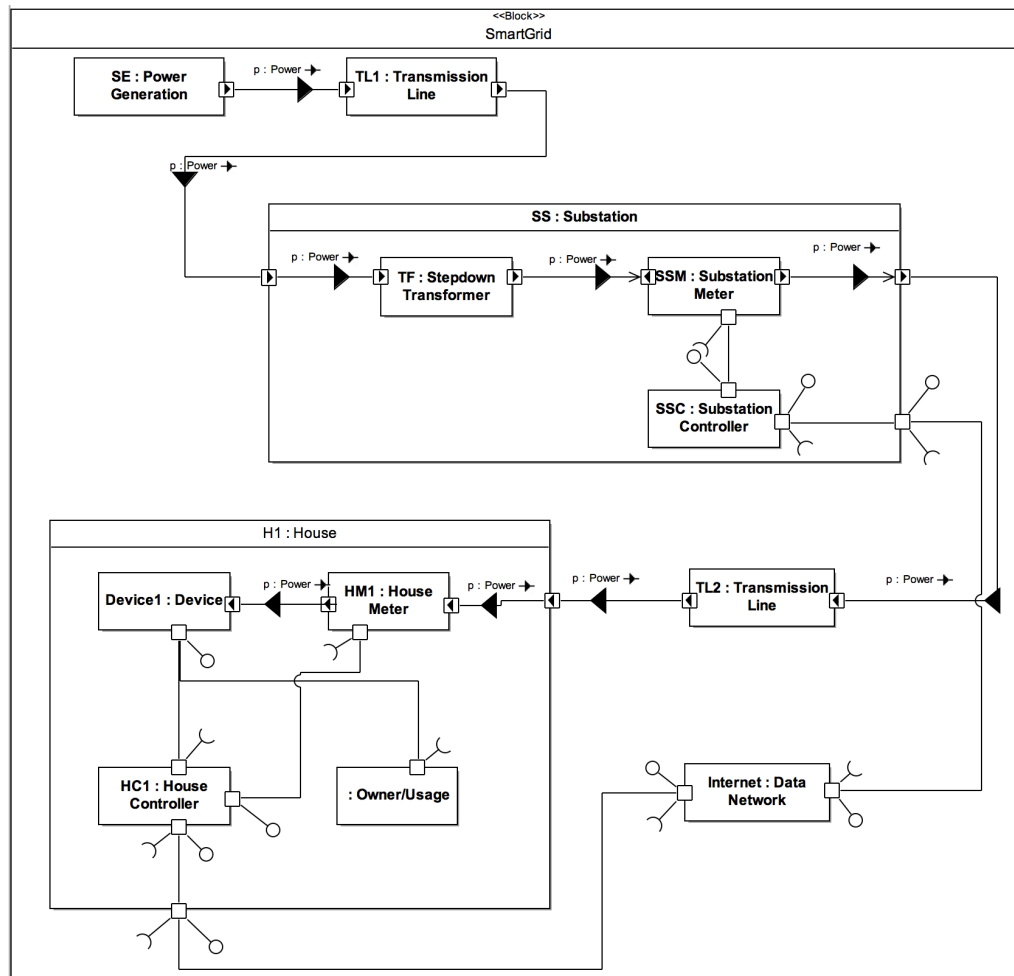 <<Block>>
SmartGrid
p : Power
SE : Power
Generation
TL1 : Transmission
Line
p : Power
SS : Substation
p : Power
p : Power
p : Power
TF : Stepdown
Transformer
SSM : Substation
Meter
SSC : Substation
Controller
H1 : House
Device1 : Device
p : Power
HM1 : House
Meter
p : Power
p : Power
TL2 : Transmission
Line
p : Power
HC1 : House
Controller
: Owner/Usage
Internet : Data
Network